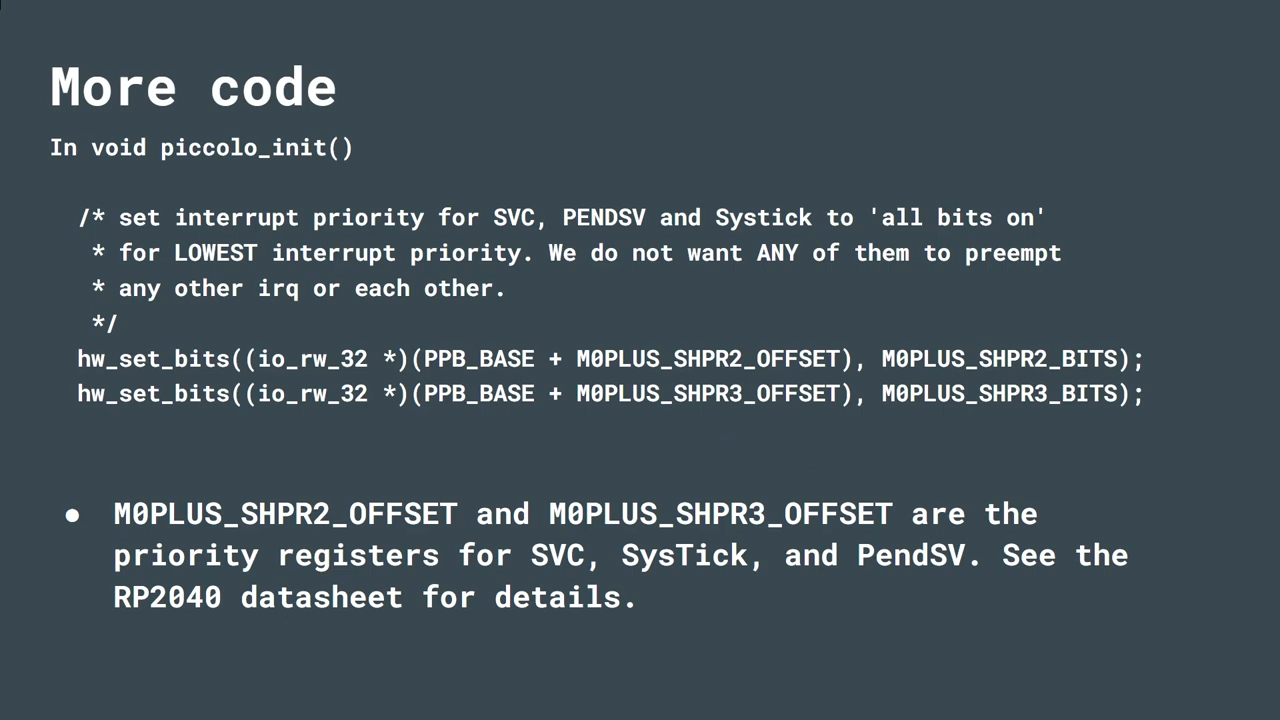 More code
In void piccolo_init()
/* set interrupt priority for SVC, PENDSV and Systick to 'all bits on'
* for LOWEST interrupt priority. We do not want ANY of them to preempt
* any other irq or each other.
*/
hw_set_bits((io_rw_32 *)(PPB_BASE + M0PLUS_SHPR2_OFFSET), M0PLUS_SHPR2_BITS);
hw_set_bits((io_rw_32 *)(PPB_BASE + M0PLUS_SHPR3_OFFSET), M0PLUS_SHPR3_BITS);
● M0PLUS_SHPR2_OFFSET and M0PLUS_SHPR3_OFFSET are the
priority registers for SVC, SysTick, and PendSV. See the
RP2040 datasheet for details.